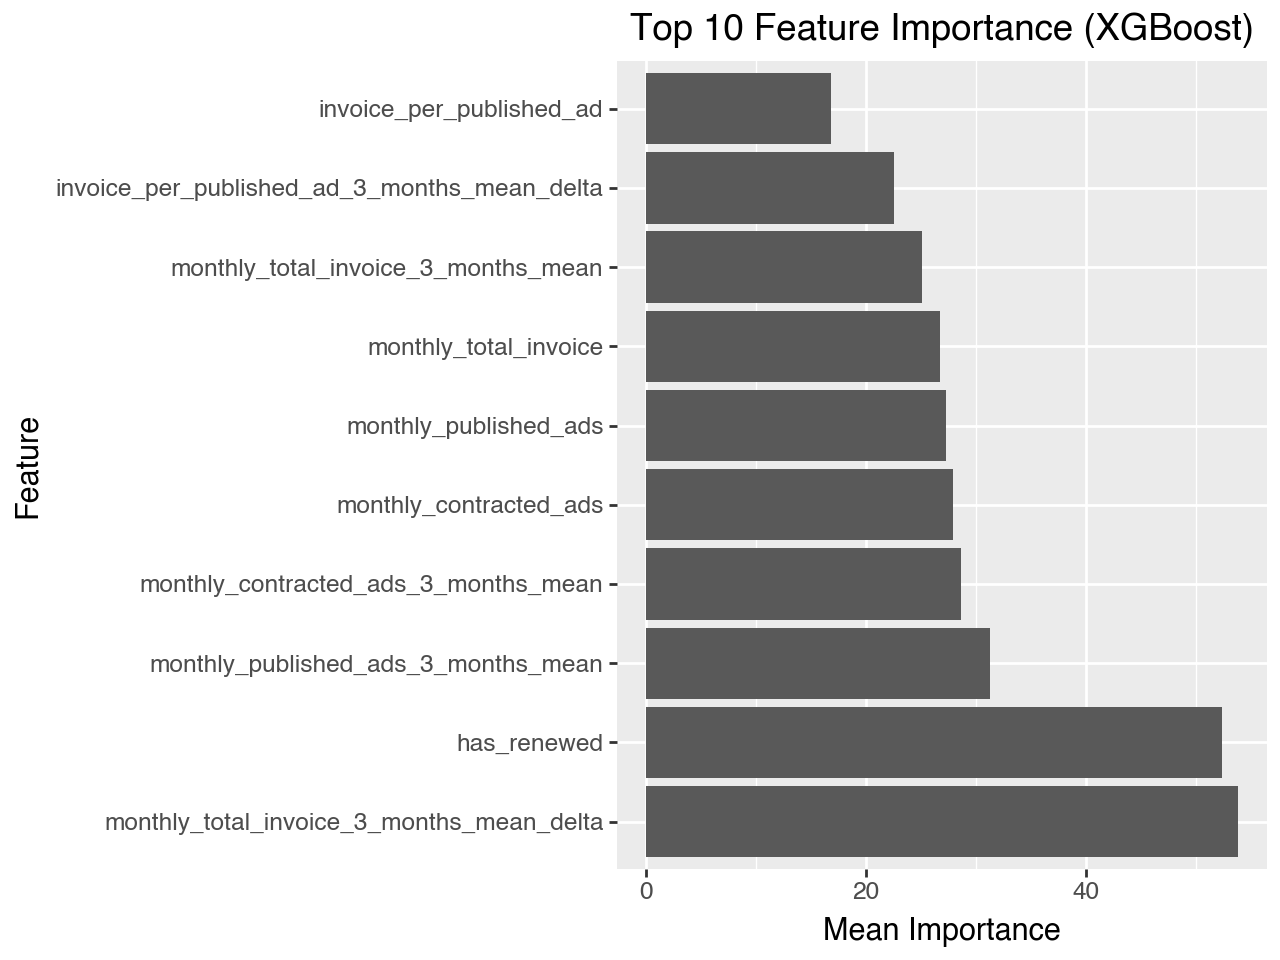 Top 10 Feature Importance (XGBoost)
invoice_per_published_ad
invoice_per_published_ad_3_months_mean_delta
monthly_total_invoice_3_months_mean
monthly_total_invoice
monthly_published_ads
monthly_contracted_ads
monthly_contracted_ads_3_months_mean
monthly_published_ads_3_months_mean
has_renewed
monthly_total_invoice_3_months_mean_delta
Feature
0 20 40
Mean Importance